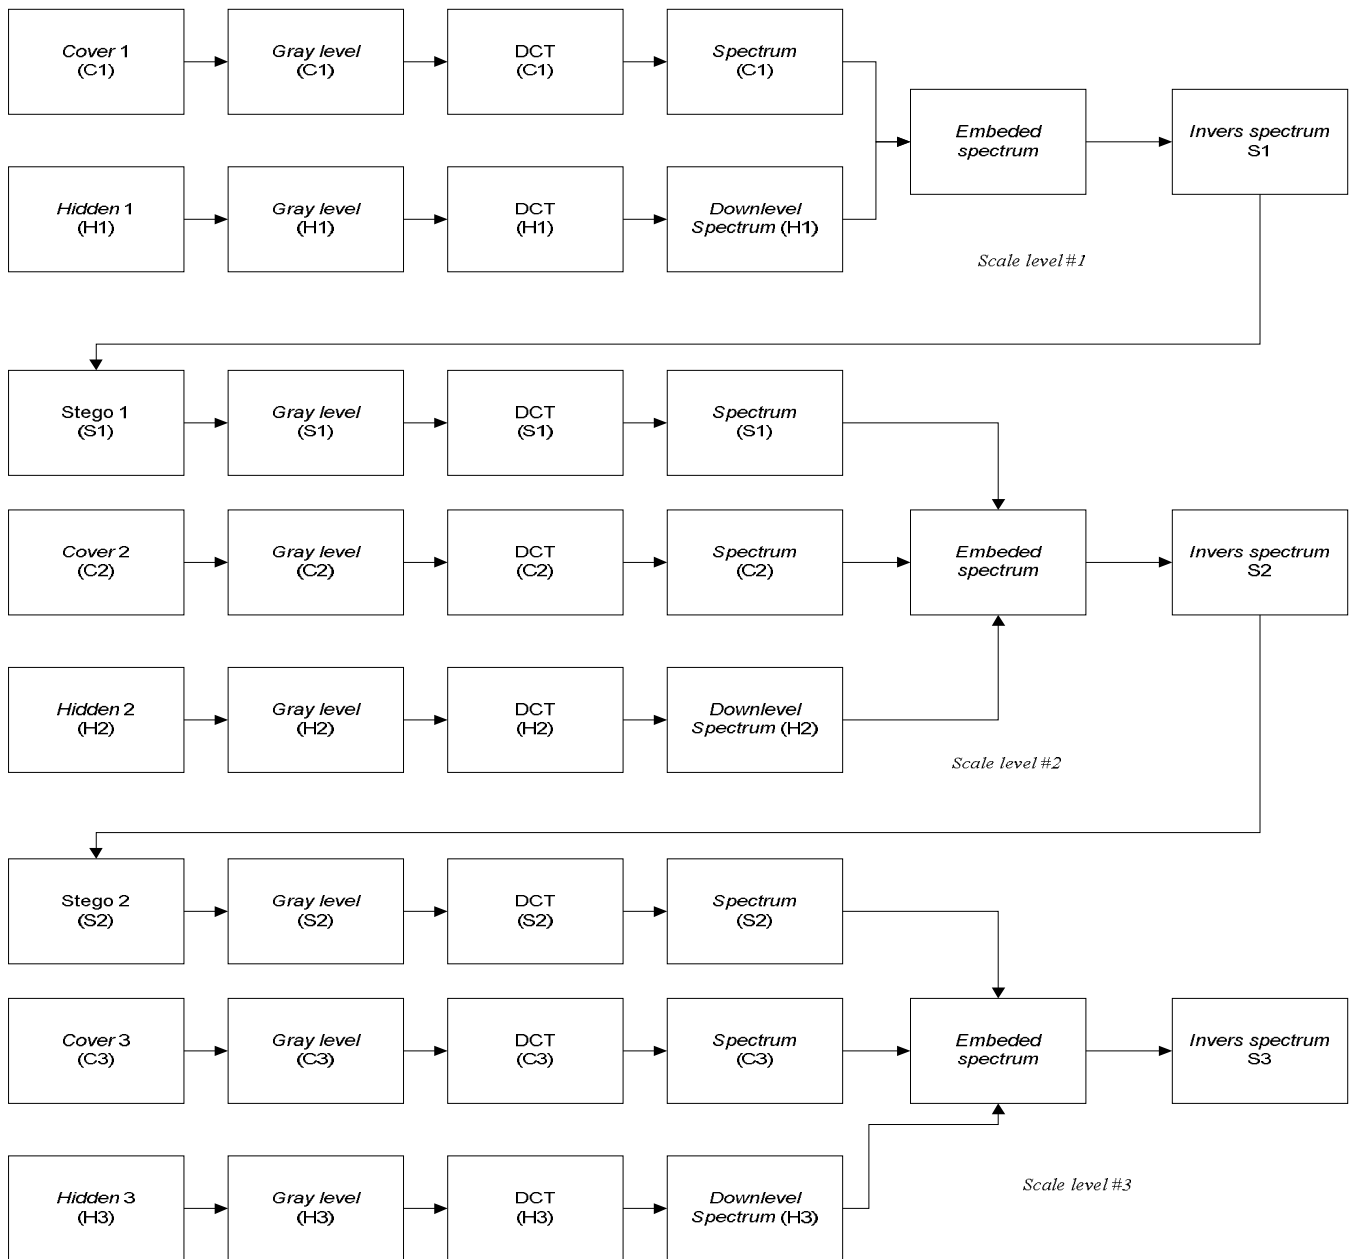 Cover 1
(C1)
Gray level
(C1)
DCT
(C1)
Spectrum
(C1)
Embeded
spectrum
Invers spectrum
S1
Hidden 1
(H1)
Gray level
(H1)
DCT
(H1)
Downlevel
Spectrum (H1)
Scale level #1
Stego 1
(S1)
Gray level
(S1)
DCT
(S1)
Spectrum
(S1)
Cover 2
(C2)
Gray level
(C2)
DCT
(C2)
Spectrum
(C2)
Embeded
spectrum
Invers spectrum
S2
Hidden 2
(H2)
Gray level
(H2)
DCT
(H2)
Downlevel
Spectrum (H2)
Scale level #2
Stego 2
(S2)
Gray level
(S2)
DCT
(S2)
Spectrum
(S2)
Cover 3
(C3)
Gray level
(C3)
DCT
(C3)
Spectrum
(C3)
Embeded
spectrum
Invers spectrum
S3
Hidden 3
(H3)
Gray level
(H3)
DCT
(H3)
Downlevel
Spectrum (H3)
Scale level #3